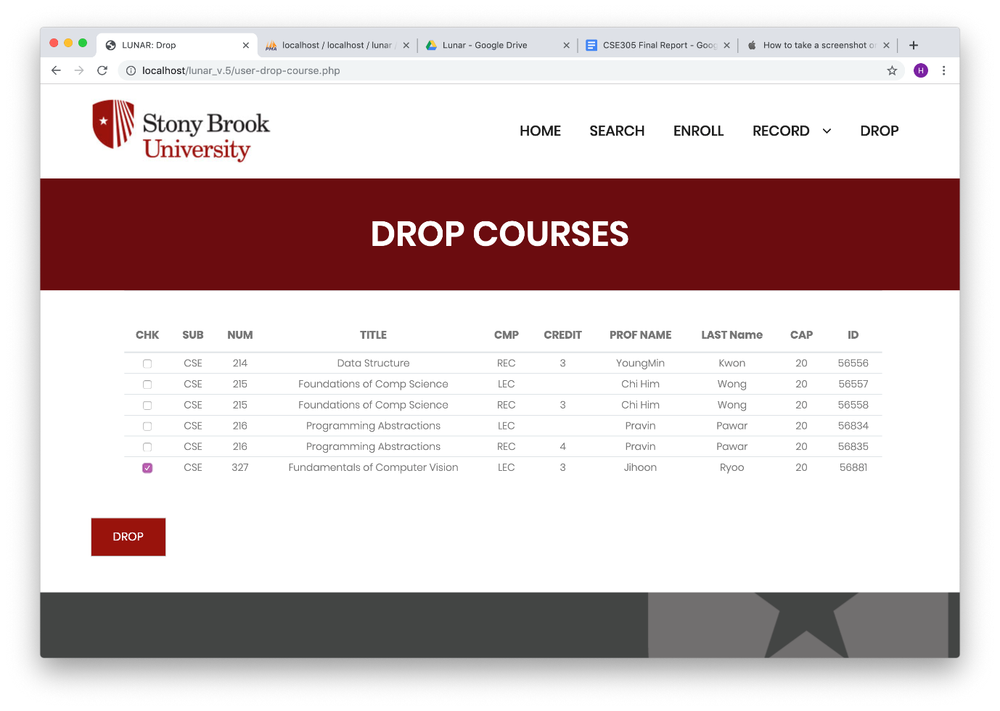 LUNAR: Drop
localhost / localhost / lunar
Lunar - Google Drive
CSE305 Final Report - Goog
How to take a screenshot o
localhost/lunar_v.5/user-drop-course.php
H
Stony Brook
University
HOME SEARCH ENROLL RECORD DROP
DROP COURSES
CHK SUB NUM TITLE CMP CREDIT PROF NAME LAST Name CAP ID
CSE 214 Data Structure REC 3 YoungMin Kwon 20 56556
CSE 215 Foundations of Comp Science LEC Chi Him Wong 20 56557
CSE 215 Foundations of Comp Science REC 3 Chi Him Wong 20 56558
CSE 216 Programming Abstractions LEC Pravin Pawar 20 56834
CSE 216 Programming Abstractions REC 4 Pravin Pawar 20 56835
CSE 327 Fundamentals of Computer Vision LEC 3 Jihoon Ryoo 20 56881
DROP